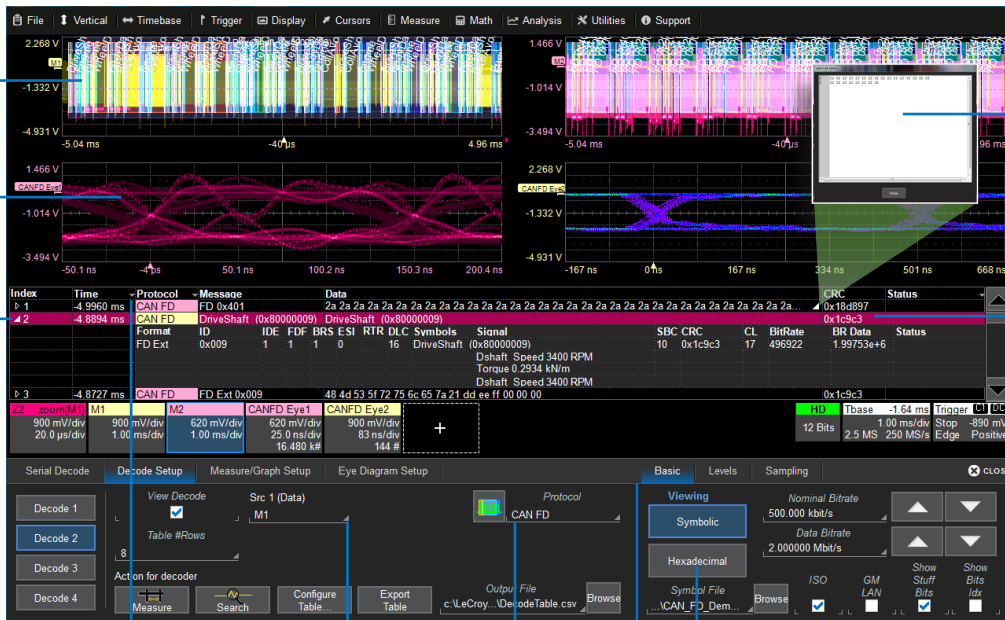 File Vertical Timebase Trigger Display Cursors Measure Math Analysis Utilities Support
2.268 V
M1
-1.332 V
-4.931 V
-5.04 ms -40 µs 4.96 ms
1.466 V
M2
-1.014 V
-3.494 V
-5.04 ms -40 µs 4.96 ms
Close
1.466 V
CANFD Eye1
-1.014 V
-3.494 V
-50.1 ns -4 ps 50.1 ns 100.2 ns 150.3 ns 200.4 ns
2.268 V
CANFD Eye2
-1.332 V
-4.931 V
-167 ns 0 fs 167 ns 334 ns 501 ns 668 ns
Index Time Protocol Message Data CRC Status
1 -4.9960 ms CAN FD FD 0x401 2a 2a 2a 2a 2a 2a 2a 2a 2a 2a 2a 2a 2a 2a 2a 2a 2a 2a 2a 2a 2a 2a 2a 2a 2a 2a 2a 2a 2a 2a 2a 2a 2a... 0x18d897
2 -4.8894 ms CAN FD DriveShaft (0x80000009) DriveShaft (0x80000009) 0x1c9c3
Format ID IDE FDF BRS ESI RTR DLC Symbols Signal SBC CRC CL BitRate BR Data Status
FD Ext 0x009 1 1 1 0 16 DriveShaft (0x80000009) 10 0x1c9c3 17 496922 1.99753e+6
Dshaft Speed 3400 RPM
Torque 0.2934 kN/m
Dshaft Speed 3400 RPM
3 -4.8727 ms CAN FD FD Ext 0x009 48 4d 53 5f 72 75 6c 65 7a 21 dd ee ff 00 00 00 0x1c9c3
Z2 zoom(M1) M1 M2 CANFD Eye1 CANFD Eye2 HD Tbase -1.64 ms Trigger C1 DC
900 mV/div 900 mV/div 620 mV/div 620 mV/div 900 mV/div 12 Bits 1.00 ms/div Stop -890 mV
20.0 µs/div 1.00 ms/div 1.00 ms/div 25.0 ns/div 83 ns/div 2.5 MS 250 MS/s Edge Positive
16.480 k# 144 #
Serial Decode Decode Setup Measure/Graph Setup Eye Diagram Setup Basic Levels Sampling CLOS
Decode 1
Decode 2
Decode 3
Decode 4
View Decode
Table #Rows
8
Action for decoder
Measure Search Configure Table... Export Table
Src 1 (Data)
M1
Protocol
CAN FD
Output File
c:\LeCroy...\DecodeTable.csv Browse
Viewing
Symbolic
Hexadecimal
Symbol File
...\CAN_FD_Dem... Browse
Nominal Bitrate
500.000 kbit/s
Data Bitrate
2.000000 Mbit/s
ISO
GM LAN
Show Stuff Bits
Show Bits Idx